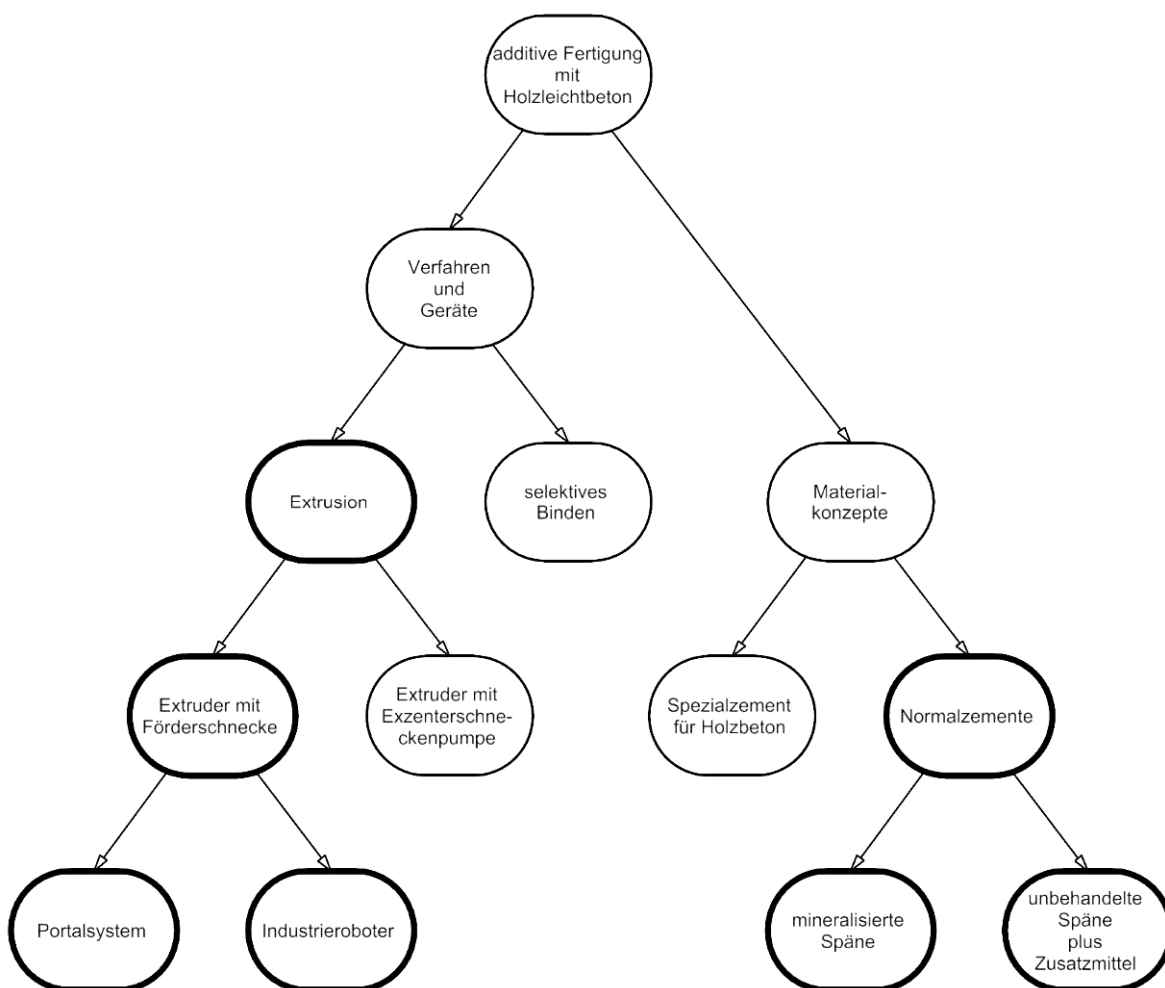 additive Fertigung
mit
Holzleichtbeton
Verfahren
und
Geräte
Extrusion
selektives
Binden
Material-
konzepte
Extruder mit
Förderschnecke
Extruder mit
Exzenterschne-
ckenpumpe
Spezialzement
für Holzbeton
Normalzemente
Portalsystem
Industrieroboter
mineralisierte
Späne
unbehandelte
Späne
plus
Zusatzmittel